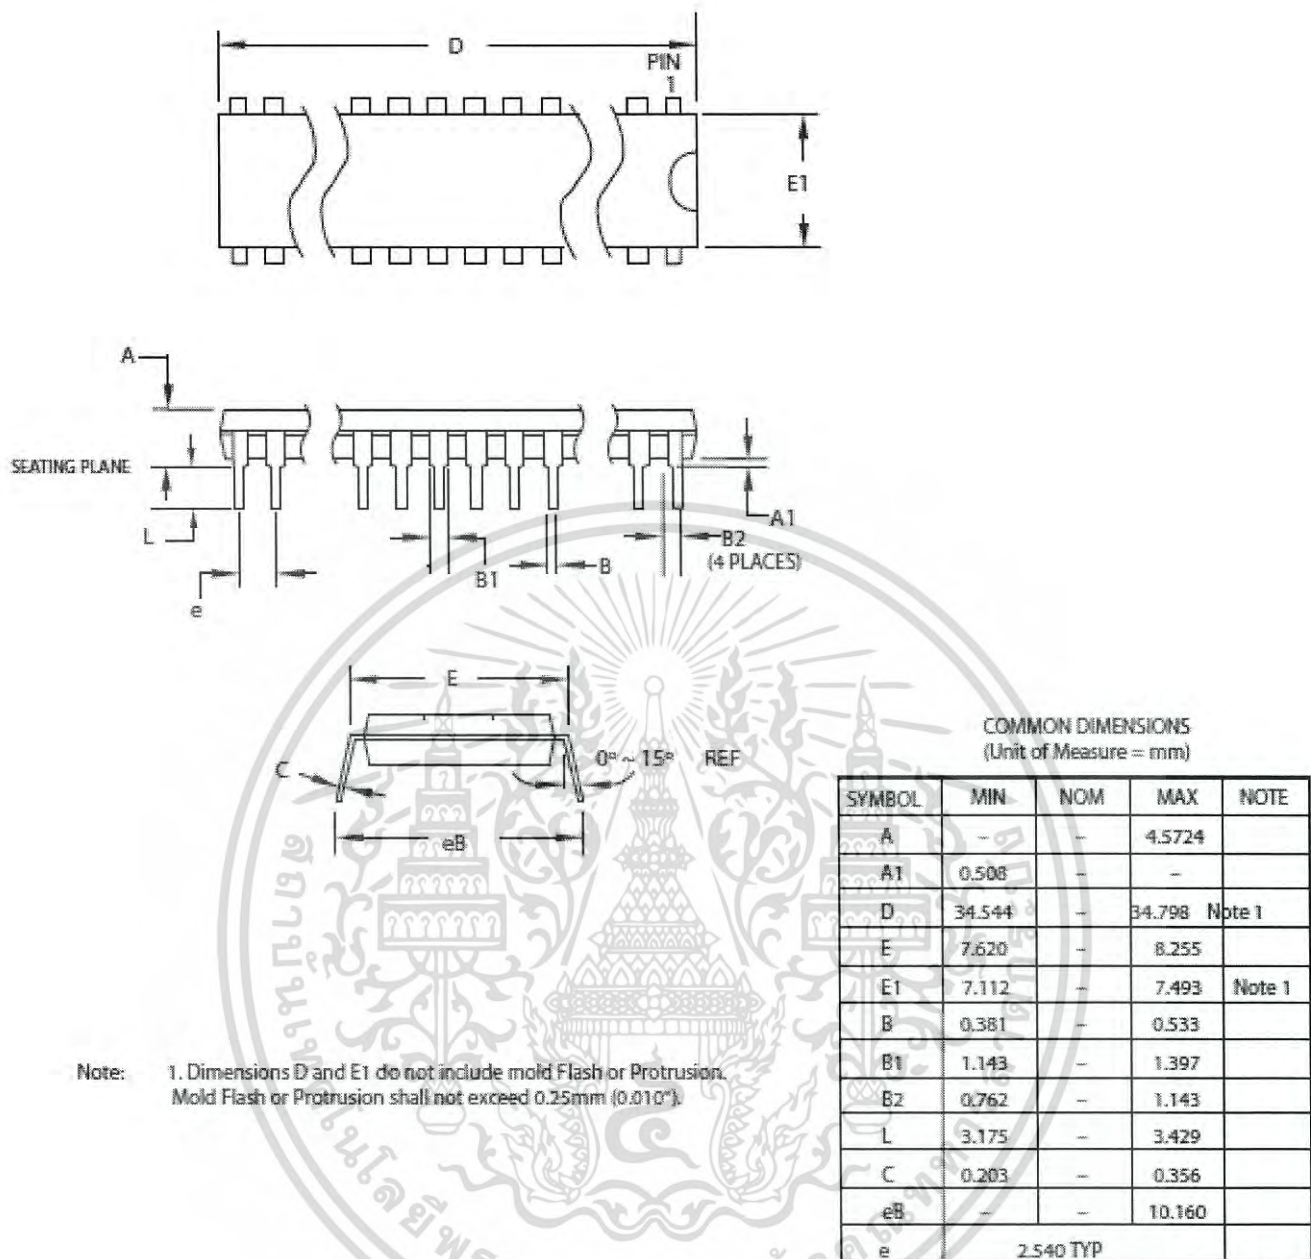 D
PIN
1
E1
A
SEATING PLANE
L
A1
B2
(4 PLACES)
B1
B
e
E
C
0° ~ 15° REF
eB
COMMON DIMENSIONS
(Unit of Measure = mm)
SYMBOL MIN NOM MAX NOTE
A – – 4.5724
A1 0.508 – –
D 34.544 – 34.798 Note 1
E 7.620 – 8.255
E1 7.112 – 7.493 Note 1
B 0.381 – 0.533
B1 1.143 – 1.397
B2 0.762 – 1.143
L 3.175 – 3.429
C 0.203 – 0.356
eB – – 10.160
e 2.540 TYP
Note: 1. Dimensions D and E1 do not include mold Flash or Protrusion.
Mold Flash or Protrusion shall not exceed 0.25mm (0.010").